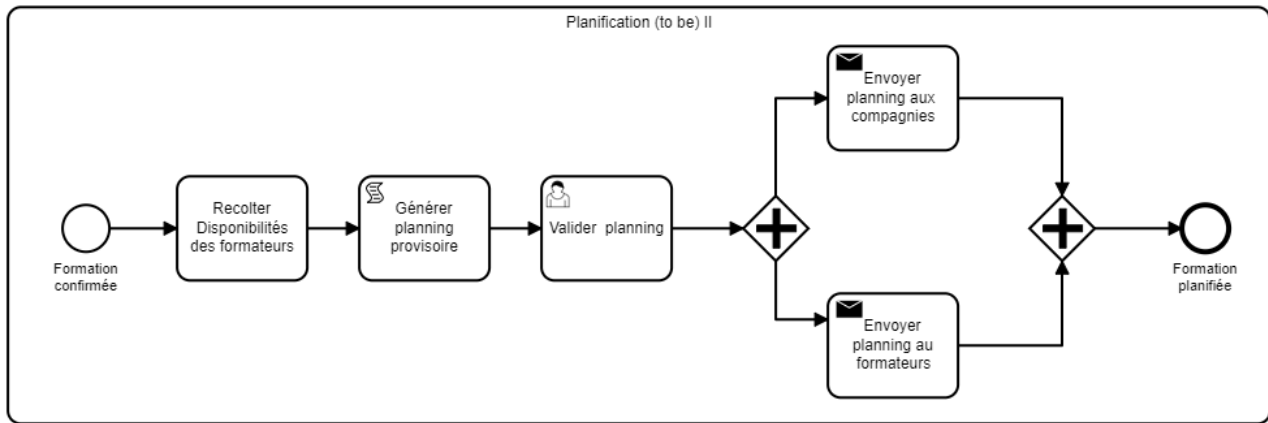 Planification (to be) II
Formation
confirmée
Recolter
Disponibilités
des formateurs
Générer
planning
provisoire
Valider planning
Envoyer
planning aux
compagnies
Envoyer
planning au
formateurs
Formation
planifiée